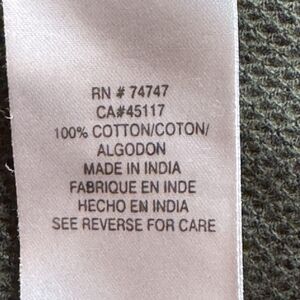 RN # 74747
CA#45117
100% COTTON/COTON/
ALGODON
MADE IN INDIA
FABRIQUE EN INDE
HECHO EN INDIA
SEE REVERSE FOR CARE